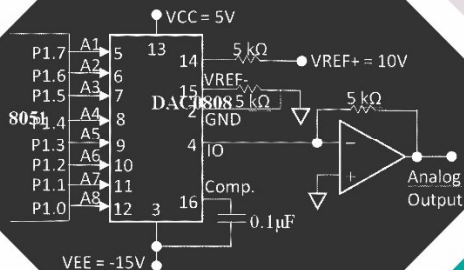 VCC = 5V
P1.7 A1 5 13 14 5 kΩ VREF+ = 10V
P1.6 A2 6 VREF-
P1.5 A3 7 15 5 kΩ 5 kΩ
8051 P1.4 A4 8 DAC0808 2 GND
P1.3 A5 9 4 IO
P1.2 A6 10 − +
P1.1 A7 11 Comp. Analog
P1.0 A8 12 3 16 0.1µF Output
VEE = -15V